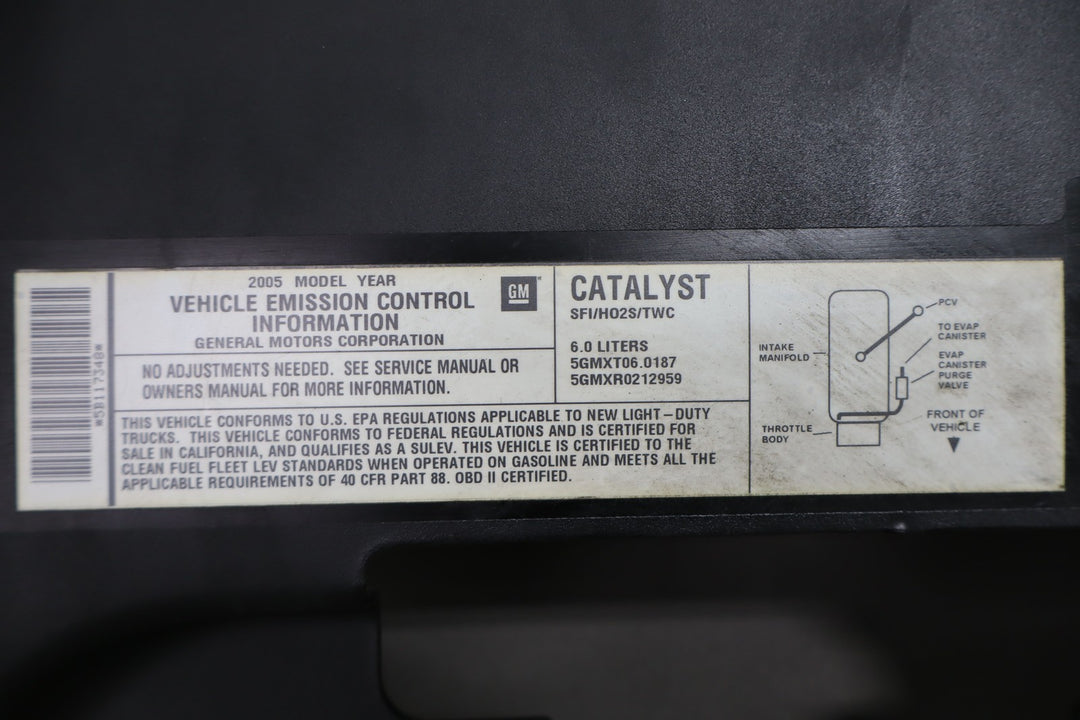 *5B117348*
2005 MODEL YEAR
VEHICLE EMISSION CONTROL
INFORMATION
GENERAL MOTORS CORPORATION
GM
NO ADJUSTMENTS NEEDED. SEE SERVICE MANUAL OR
OWNERS MANUAL FOR MORE INFORMATION.
CATALYST
SFI/HO2S/TWC
6.0 LITERS
5GMXT06.0187
5GMXR0212959
THIS VEHICLE CONFORMS TO U.S. EPA REGULATIONS APPLICABLE TO NEW LIGHT-DUTY
TRUCKS. THIS VEHICLE CONFORMS TO FEDERAL REGULATIONS AND IS CERTIFIED FOR
SALE IN CALIFORNIA, AND QUALIFIES AS A SULEV. THIS VEHICLE IS CERTIFIED TO THE
CLEAN FUEL FLEET LEV STANDARDS WHEN OPERATED ON GASOLINE AND MEETS ALL THE
APPLICABLE REQUIREMENTS OF 40 CFR PART 88. OBD II CERTIFIED.
PCV
TO EVAP
CANISTER
INTAKE
MANIFOLD
EVAP
CANISTER
PURGE
VALVE
THROTTLE
BODY
FRONT OF
VEHICLE